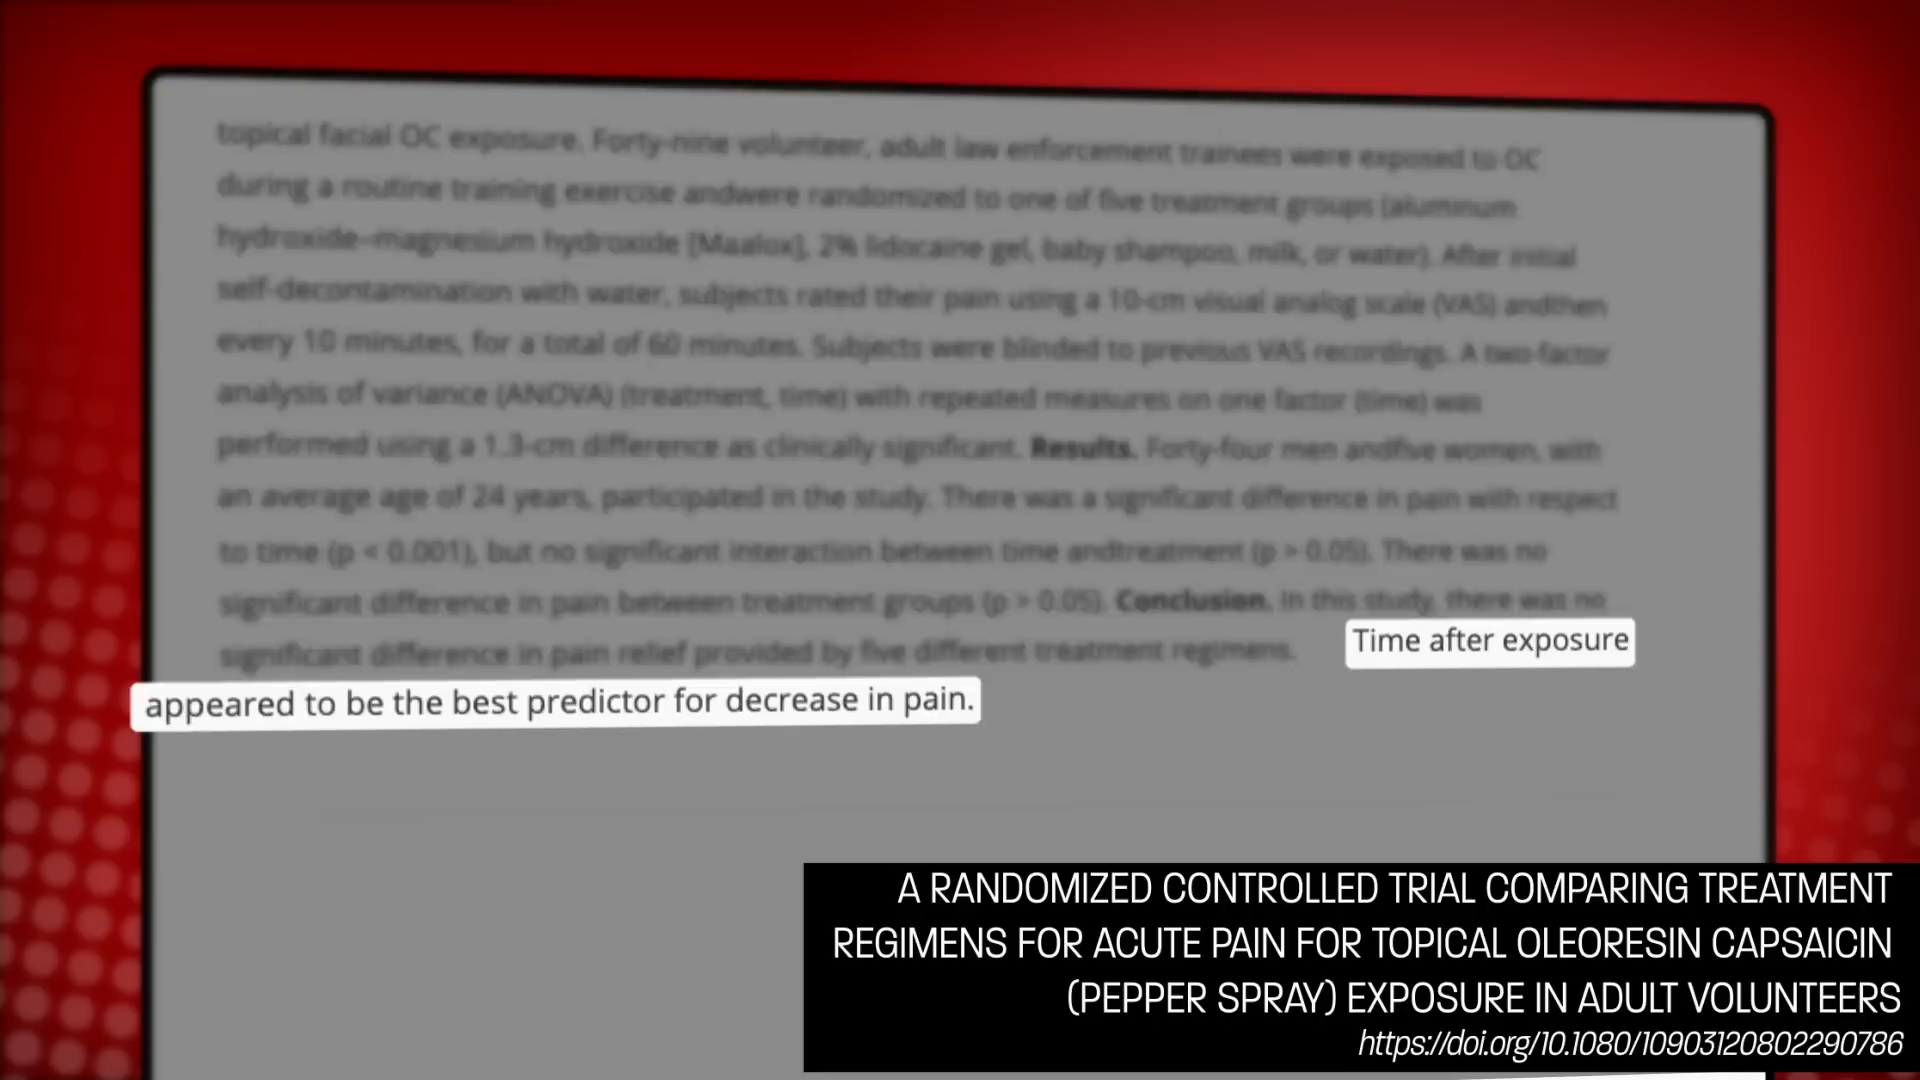 topical facial OC exposure. Forty-nine volunteer, adult law enforcement trainees were exposed to OC
during a routine training exercise andwere randomized to one of five treatment groups (aluminum
hydroxide–magnesium hydroxide [Maalox], 2% lidocaine gel, baby shampoo, milk, or water). After initial
self-decontamination with water, subjects rated their pain using a 10-cm visual analog scale (VAS) andthen
every 10 minutes, for a total of 60 minutes. Subjects were blinded to previous VAS recordings. A two-factor
analysis of variance (ANOVA) (treatment, time) with repeated measures on one factor (time) was
performed using a 1.3-cm difference as clinically significant. Results. Forty-four men andfive women, with
an average age of 24 years, participated in the study. There was a significant difference in pain with respect
to time (p < 0.001), but no significant interaction between time andtreatment (p > 0.05). There was no
significant difference in pain between treatment groups (p > 0.05). Conclusion. In this study, there was no
significant difference in pain relief provided by five different treatment regimens. Time after exposure
appeared to be the best predictor for decrease in pain.
A RANDOMIZED CONTROLLED TRIAL COMPARING TREATMENT
REGIMENS FOR ACUTE PAIN FOR TOPICAL OLEORESIN CAPSAICIN
(PEPPER SPRAY) EXPOSURE IN ADULT VOLUNTEERS
https://doi.org/10.1080/10903120802290786